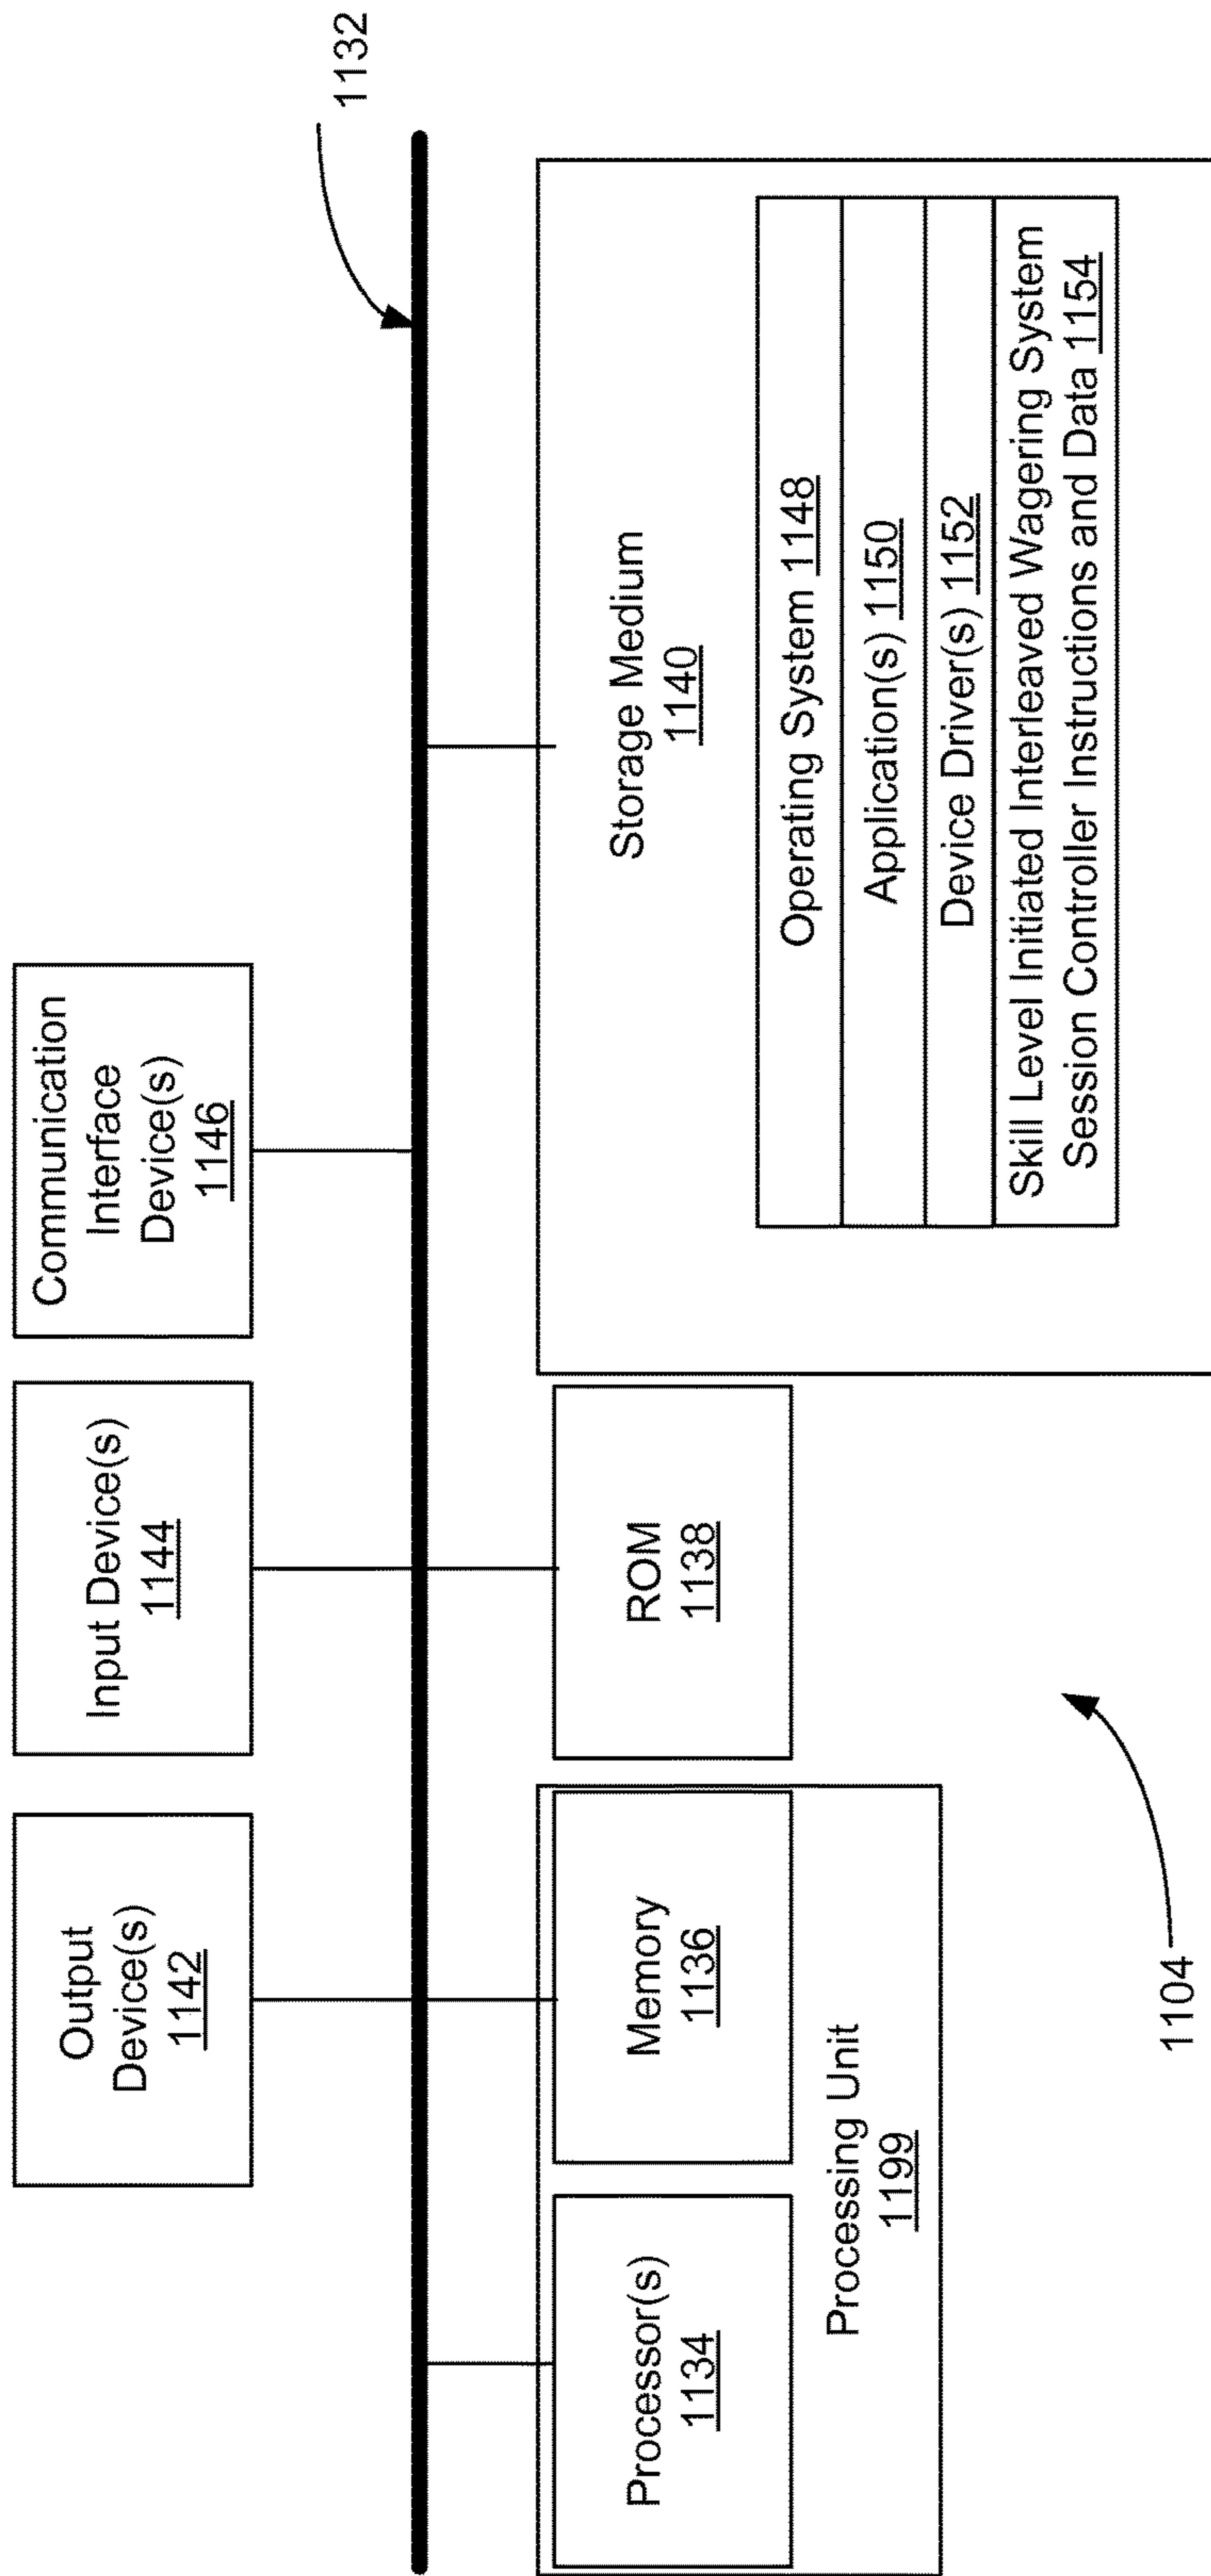 Output
Device(s)
1142
Input Device(s)
1144
Communication
Interface
Device(s)
1146
1132
Processor(s)
1134
Memory
1136
Processing Unit
1199
ROM
1138
Storage Medium
1140
Operating System 1148
Application(s) 1150
Device Driver(s) 1152
Skill Level Initiated Interleaved Wagering System
Session Controller Instructions and Data 1154
1104